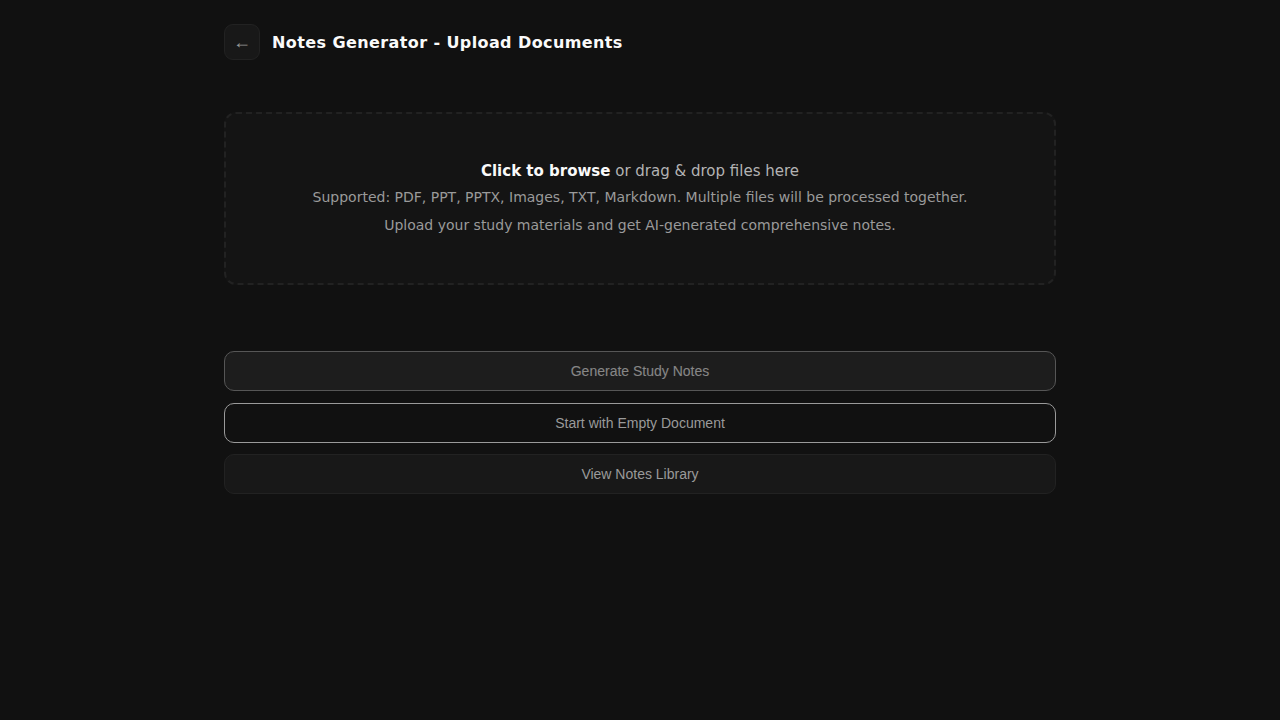 ←
Notes Generator - Upload Documents
Click to browse or drag & drop files here
Supported: PDF, PPT, PPTX, Images, TXT, Markdown. Multiple files will be processed together.
Upload your study materials and get AI-generated comprehensive notes.
Generate Study Notes
Start with Empty Document
View Notes Library